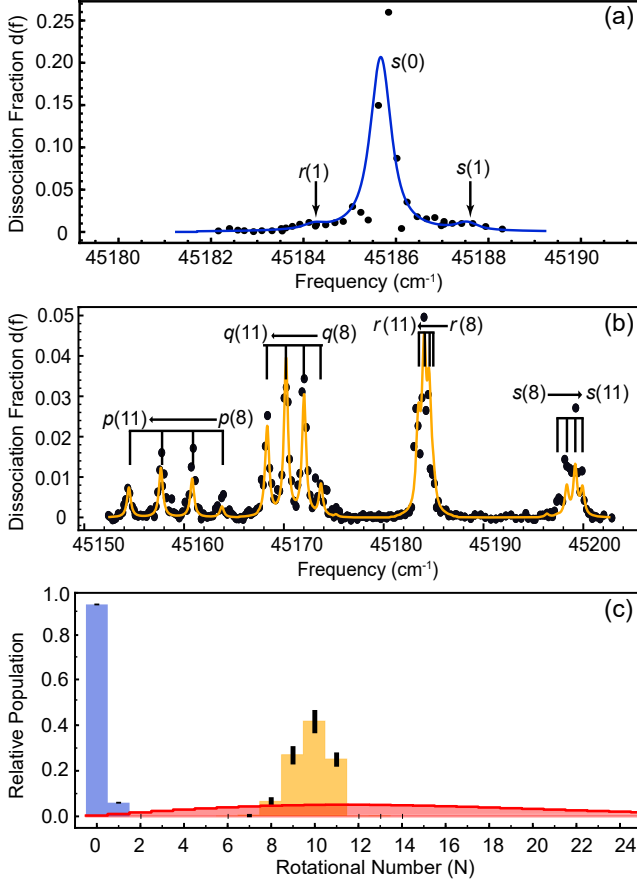 (a)
Dissociation Fraction d(f)
0.25
0.20
0.15
0.10
0.05
0
s(0)
r(1)
s(1)
45180
45182
45184
45186
45188
45190
Frequency (cm-1)
(b)
Dissociation Fraction d(f)
0.05
0.04
0.03
0.02
0.01
0
q(11) q(8)
r(11) r(8)
p(11) p(8)
s(8) s(11)
45150
45160
45170
45180
45190
45200
Frequency (cm-1)
(c)
Relative Population
1.0
0.8
0.6
0.4
0.2
0.0
0 2 4 6 8 10 12 14 16 18 20 22 24
Rotational Number (N)